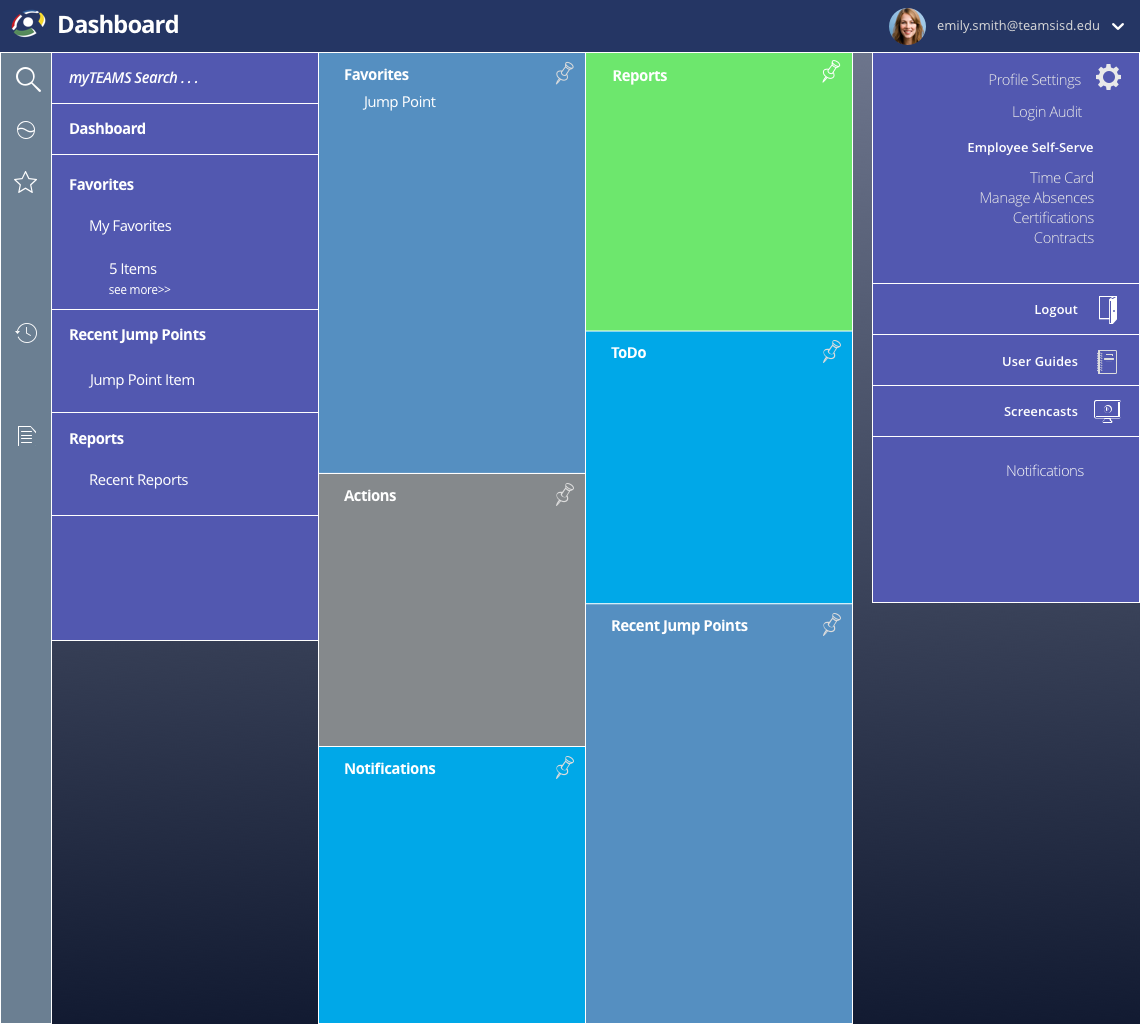 Dashboard
emily.smith@teamsisd.edu
myTEAMS Search . . .
Dashboard
Favorites
My Favorites
5 Items
see more>>
Recent Jump Points
Jump Point Item
Reports
Recent Reports
Favorites
Jump Point
Actions
Notifications
Reports
ToDo
Recent Jump Points
Profile Settings
Login Audit
Employee Self-Serve
Time Card
Manage Absences
Certifications
Contracts
Logout
User Guides
Screencasts
Notifications